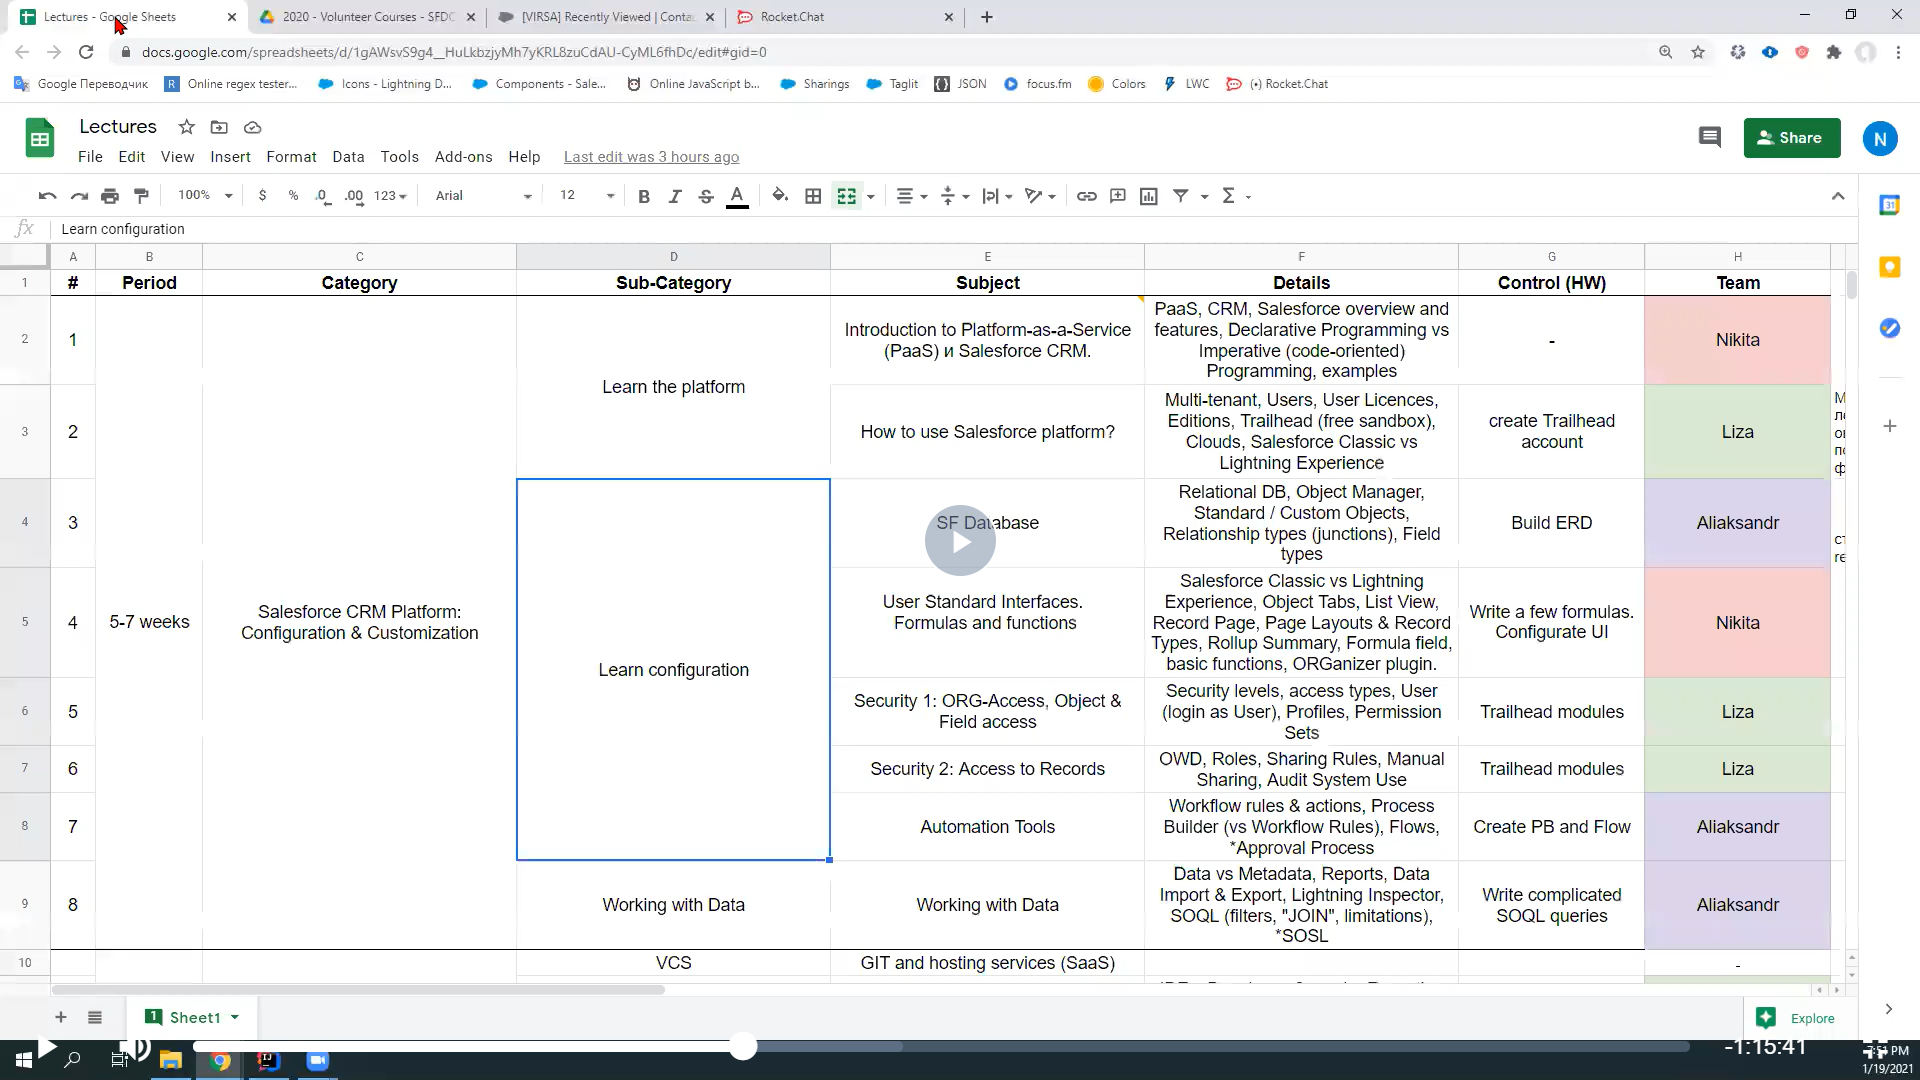 Lectures - Google Sheets
2020 - Volunteer Courses - SFDC
[VIRSA] Recently Viewed | Conta
Rocket.Chat
docs.google.com/spreadsheets/d/1gAWsvS9g4__HuLkbzjyMh7yKRL8zuCdAU-CyML6fhDc/edit#gid=0
Google Переводчик
Online regex tester...
Icons - Lightning D...
Components - Sale...
Online JavaScript b...
Sharings
Taglit
JSON
focus.fm
Colors
LWC
(•) Rocket.Chat
Lectures
Share
N
File Edit View Insert Format Data Tools Add-ons Help Last edit was 3 hours ago
100% $ % .0 .00 123 Arial 12 B I S A Σ
31
fx Learn configuration
A B C D E F G H
1 # Period Category Sub-Category Subject Details Control (HW) Team
2
1
5-7 weeks
Salesforce CRM Platform:
Configuration & Customization
Learn the platform
Introduction to Platform-as-a-Service
(PaaS) и Salesforce CRM.
PaaS, CRM, Salesforce overview and
features, Declarative Programming vs
Imperative (code-oriented)
Programming, examples
-
Nikita
3
2
How to use Salesforce platform?
Multi-tenant, Users, User Licences,
Editions, Trailhead (free sandbox),
Clouds, Salesforce Classic vs
Lightning Experience
create Trailhead
account
Liza
4
3
Learn configuration
SF Database
Relational DB, Object Manager,
Standard / Custom Objects,
Relationship types (junctions), Field
types
Build ERD
Aliaksandr
5
4
User Standard Interfaces.
Formulas and functions
Salesforce Classic vs Lightning
Experience, Object Tabs, List View,
Record Page, Page Layouts & Record
Types, Rollup Summary, Formula field,
basic functions, ORGanizer plugin.
Write a few formulas.
Configurate UI
Nikita
6
5
Security 1: ORG-Access, Object &
Field access
Security levels, access types, User
(login as User), Profiles, Permission
Sets
Trailhead modules
Liza
7
6
Security 2: Access to Records
OWD, Roles, Sharing Rules, Manual
Sharing, Audit System Use
Trailhead modules
Liza
8
7
Automation Tools
Workflow rules & actions, Process
Builder (vs Workflow Rules), Flows,
*Approval Process
Create PB and Flow
Aliaksandr
9
8
Working with Data
Working with Data
Data vs Metadata, Reports, Data
Import & Export, Lightning Inspector,
SOQL (filters, "JOIN", limitations),
*SOSL
Write complicated
SOQL queries
Aliaksandr
10
VCS
GIT and hosting services (SaaS)
-
1 Sheet1
Explore
-1:15:41
1/19/2021